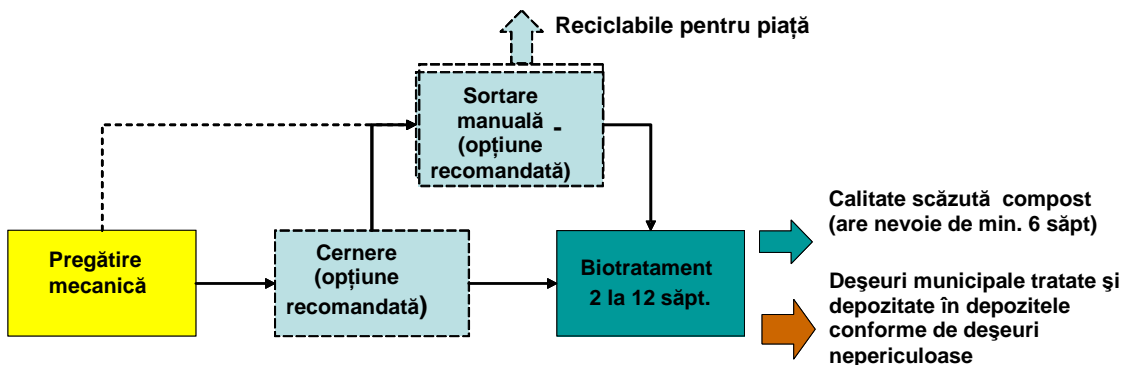 Reciclabile pentru piață
Sortare
manuală -
(opțiune
recomandată)
Pregătire
mecanică
Cernere
(opțiune
recomandată)
Biotratament
2 la 12 săpt.
Calitate scăzută compost
(are nevoie de min. 6 săpt)
Deşeuri municipale tratate şi
depozitate în depozitele
conforme de deşeuri
nepericuloase